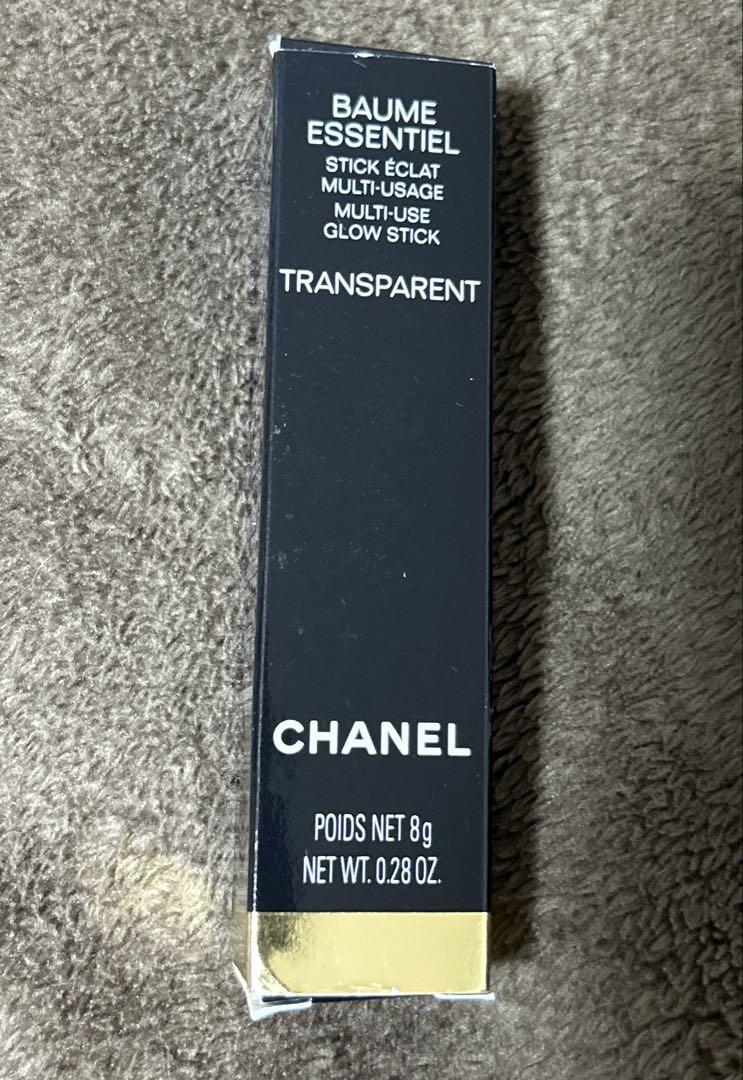 BAUME
ESSENTIEL
STICK ÉCLAT
MULTI-USAGE
MULTI-USE
GLOW STICK
TRANSPARENT
CHANEL
POIDS NET 8g
NET WT. 0.28 OZ.